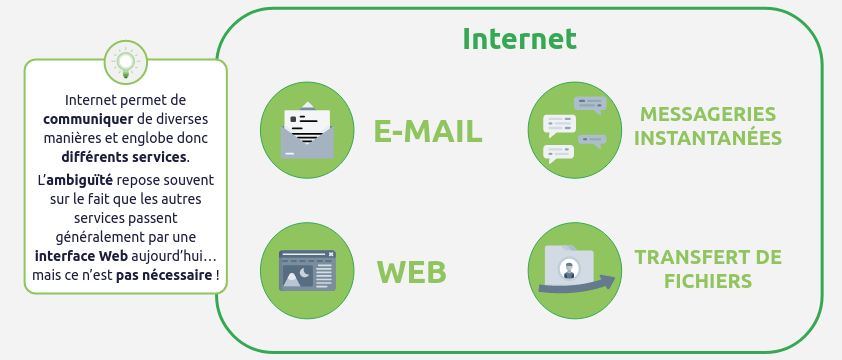 Internet
Internet permet de
communiquer de diverses
manières et englobe donc
différents services.
L'ambiguïté repose souvent
sur le fait que les autres
services passent
généralement par une
interface Web aujourd'hui...
mais ce n'est pas nécessaire !
E-MAIL
MESSAGERIES
INSTANTANÉES
WEB
TRANSFERT DE
FICHIERS